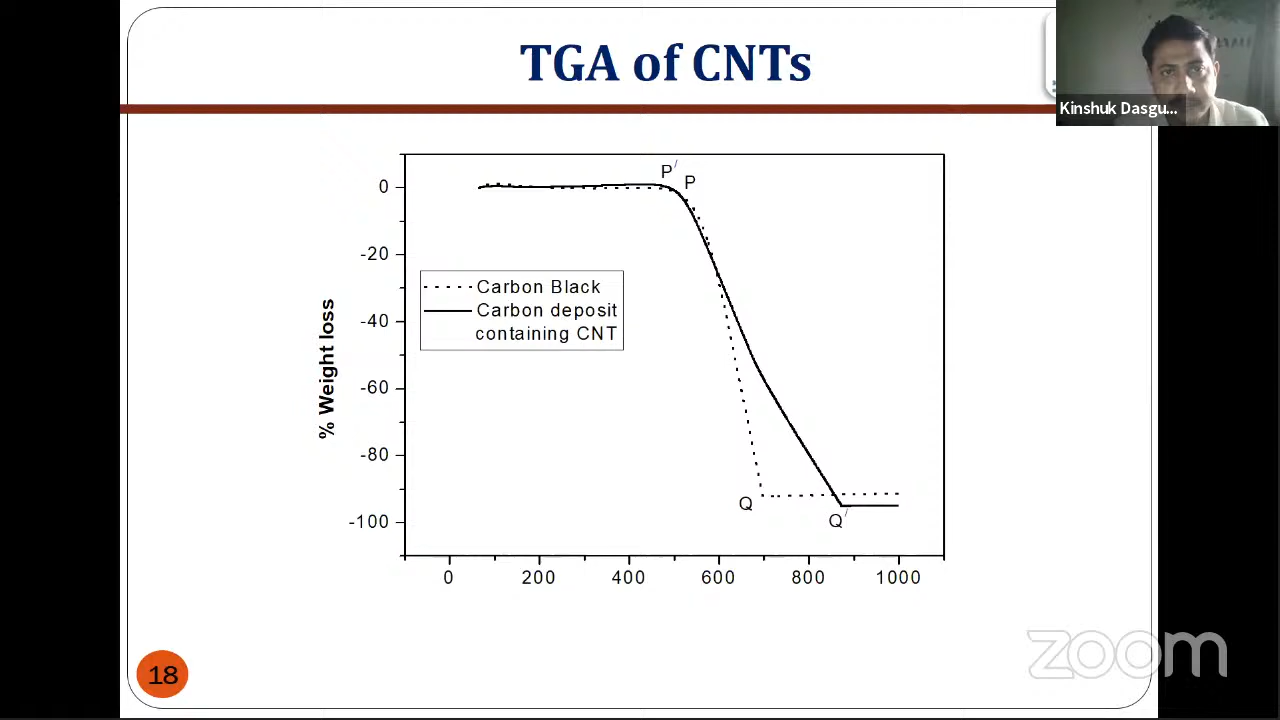 TGA of CNTs
Kinshuk Dasgu...
P′
P
0
-20
-40
-60
-80
-100
% Weight loss
Carbon Black
Carbon deposit
containing CNT
Q
Q′
0 200 400 600 800 1000
18
zoom